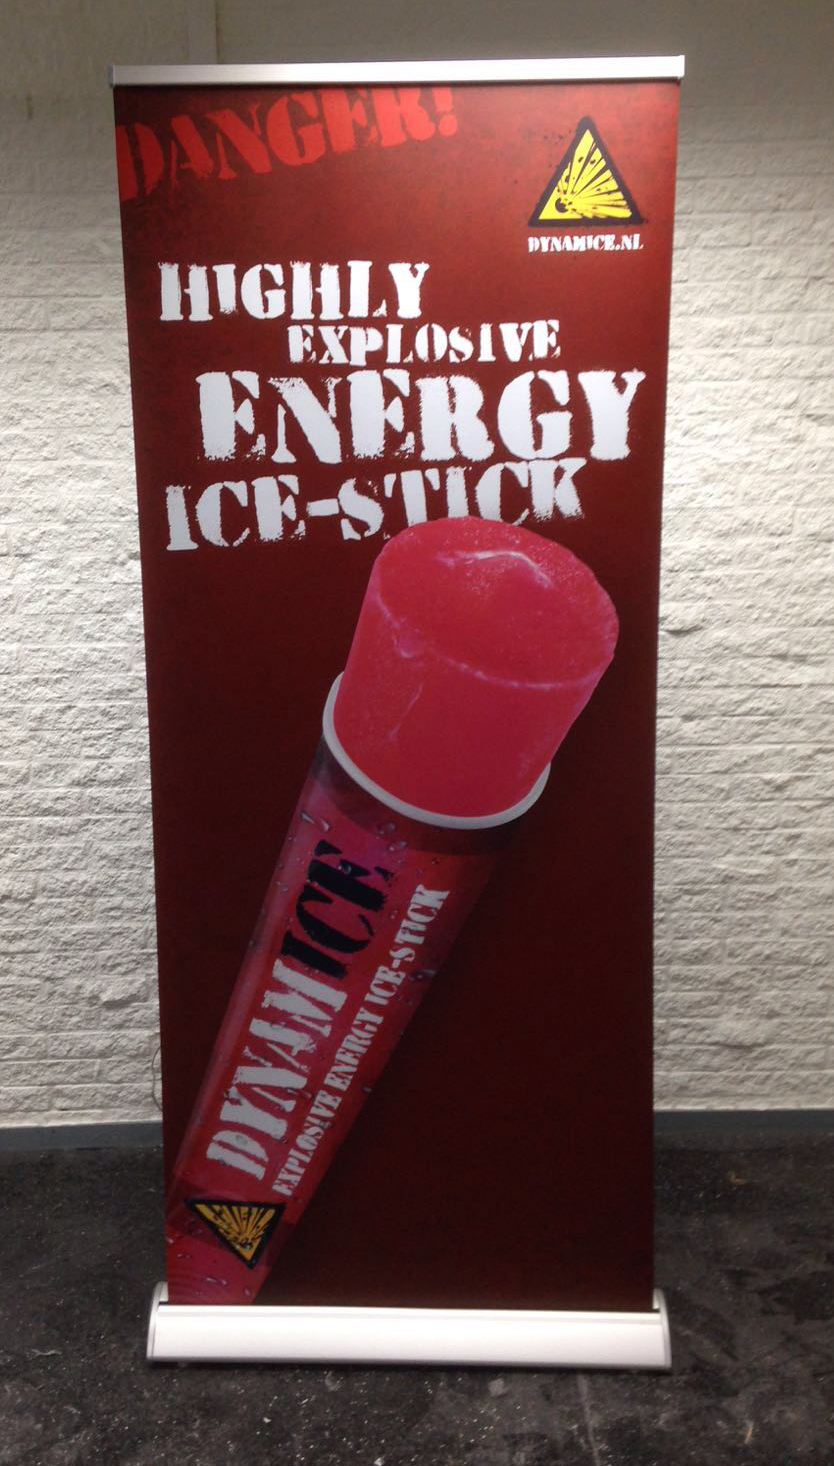 DANGER!
DYNAMICE.NL
HIGHLY
EXPLOSIVE
ENERGY
ICE-STICK
DYNAMICE
EXPLOSIVE ENERGY ICE-STICK